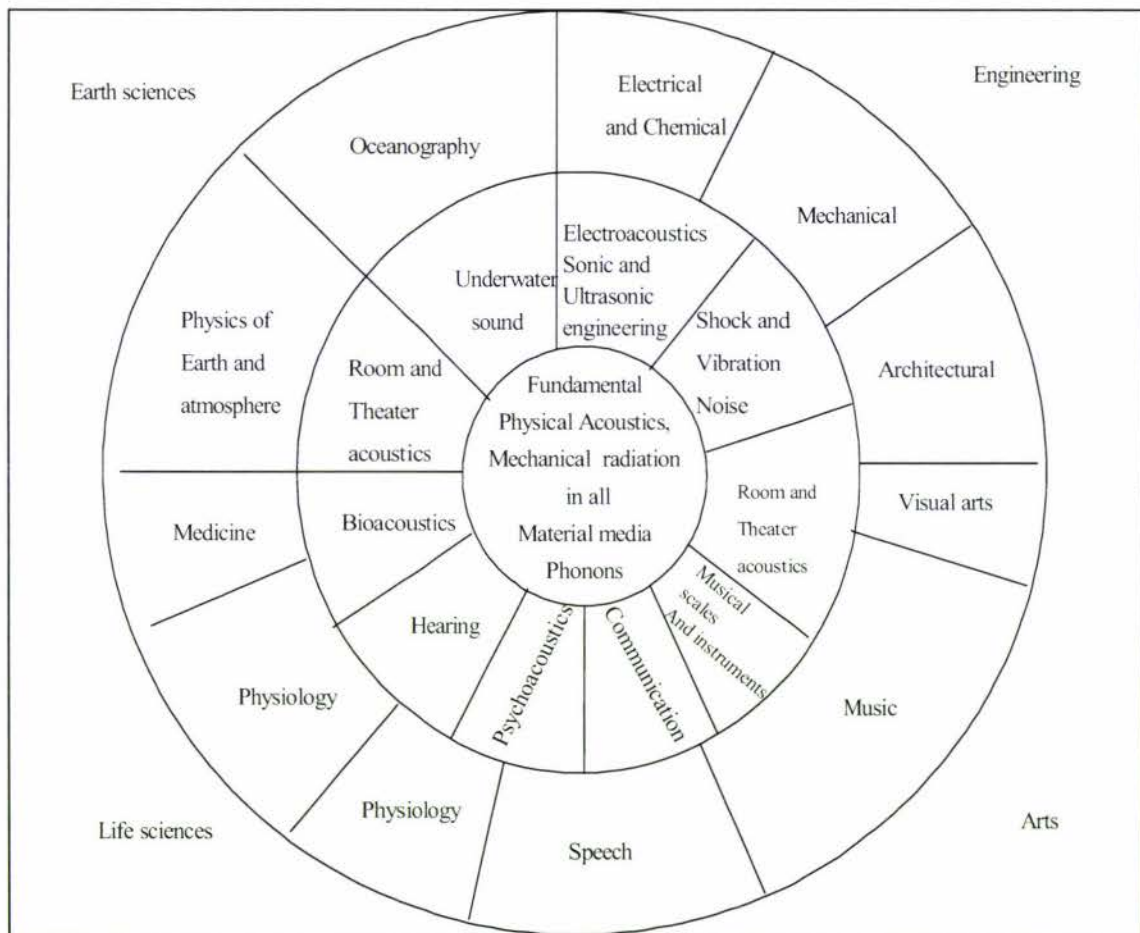 Earth sciences
Engineering
Electrical
and Chemical
Oceanography
Mechanical
Electroacoustics
Sonic and
Ultrasonic
engineering
Underwater
sound
Physics of
Earth and
atmosphere
Room and
Theater
acoustics
Shock and
Vibration
Noise
Architectural
Fundamental
Physical Acoustics,
Mechanical radiation
in all
Material media
Phonons
Medicine
Bioacoustics
Room and
Theater
acoustics
Visual arts
Hearing
Psychoacoustics
Communication
Musical
scales
And instruments
Physiology
Music
Physiology
Speech
Life sciences
Arts